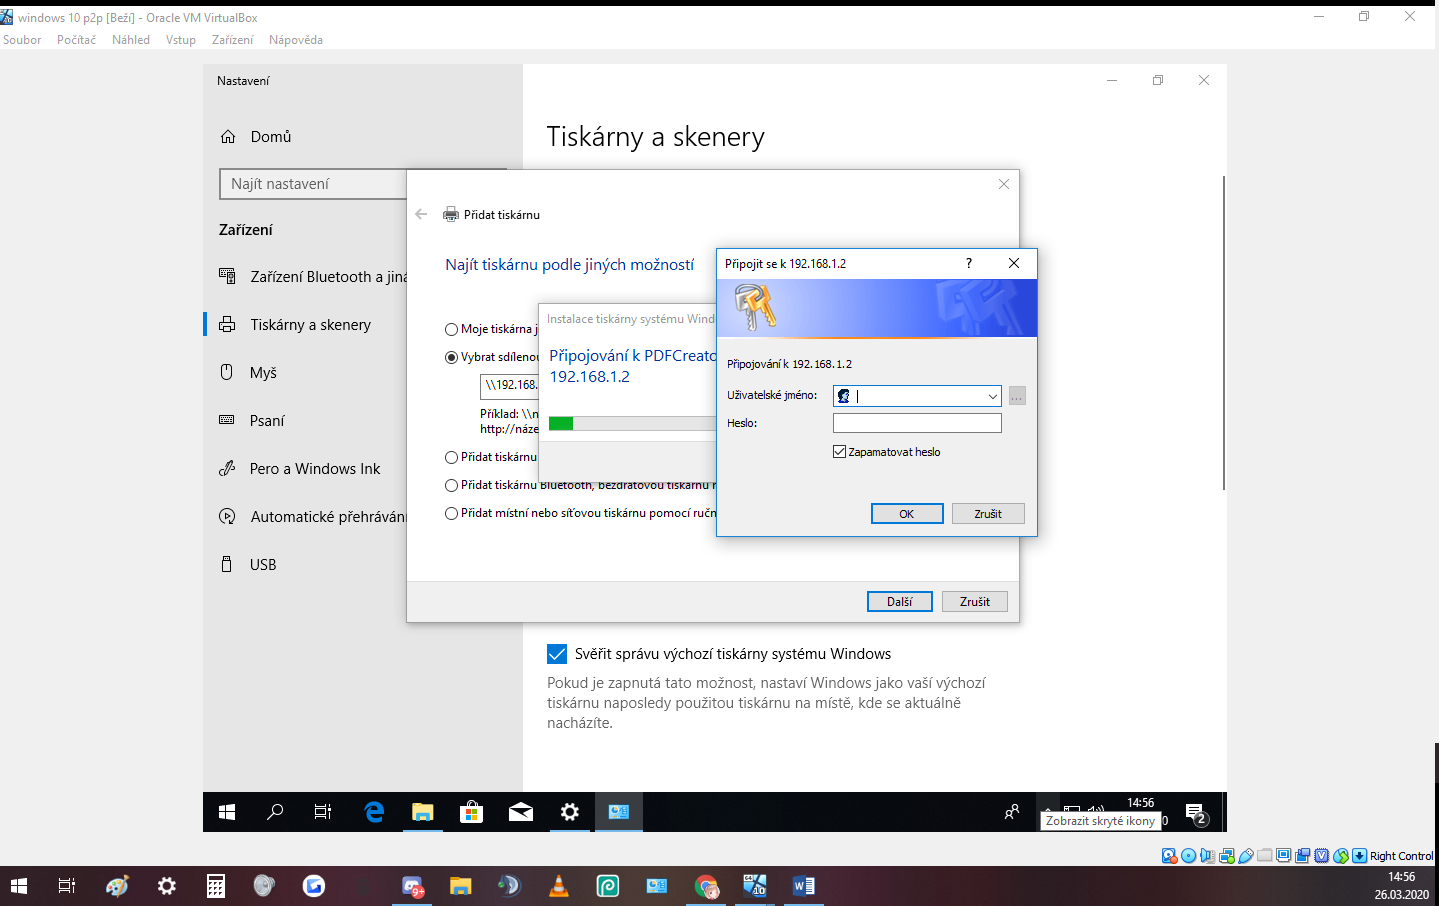 windows 10 p2p [Beží] - Oracle VM VirtualBox
Soubor Počítač Náhled Vstup Zařízení Nápověda
Nastavení
Domů
Najít nastavení
Zařízení
Zařízení Bluetooth a jiná
Tiskárny a skenery
Myš
Psaní
Pero a Windows Ink
Automatické přehrávání
USB
Tiskárny a skenery
Přidat tiskárnu
Najít tiskárnu podle jiných možností
Moje tiskárna j
Vybrat sdílenou
\\192.168.
Příklad: \\n
http://náze
Přidat tiskárnu
Přidat tiskárnu Bluetooth, bezdrátovou tiskárnu n
Přidat místní nebo síťovou tiskárnu pomocí ručn
Další Zrušit
Instalace tiskárny systému Wind
Připojování k PDFCreato
192.168.1.2
Připojit se k 192.168.1.2 ?
Připojování k 192.168.1.2
Uživatelské jméno:
...
Heslo:
Zapamatovat heslo
OK Zrušit
Svěřit správu výchozí tiskárny systému Windows
Pokud je zapnutá tato možnost, nastaví Windows jako vaší výchozí
tiskárnu naposledy použitou tiskárnu na místě, kde se aktuálně
nacházíte.
14:56
0
2
Zobrazit skryté ikony
Right Control
9+
14:56
26.03.2020